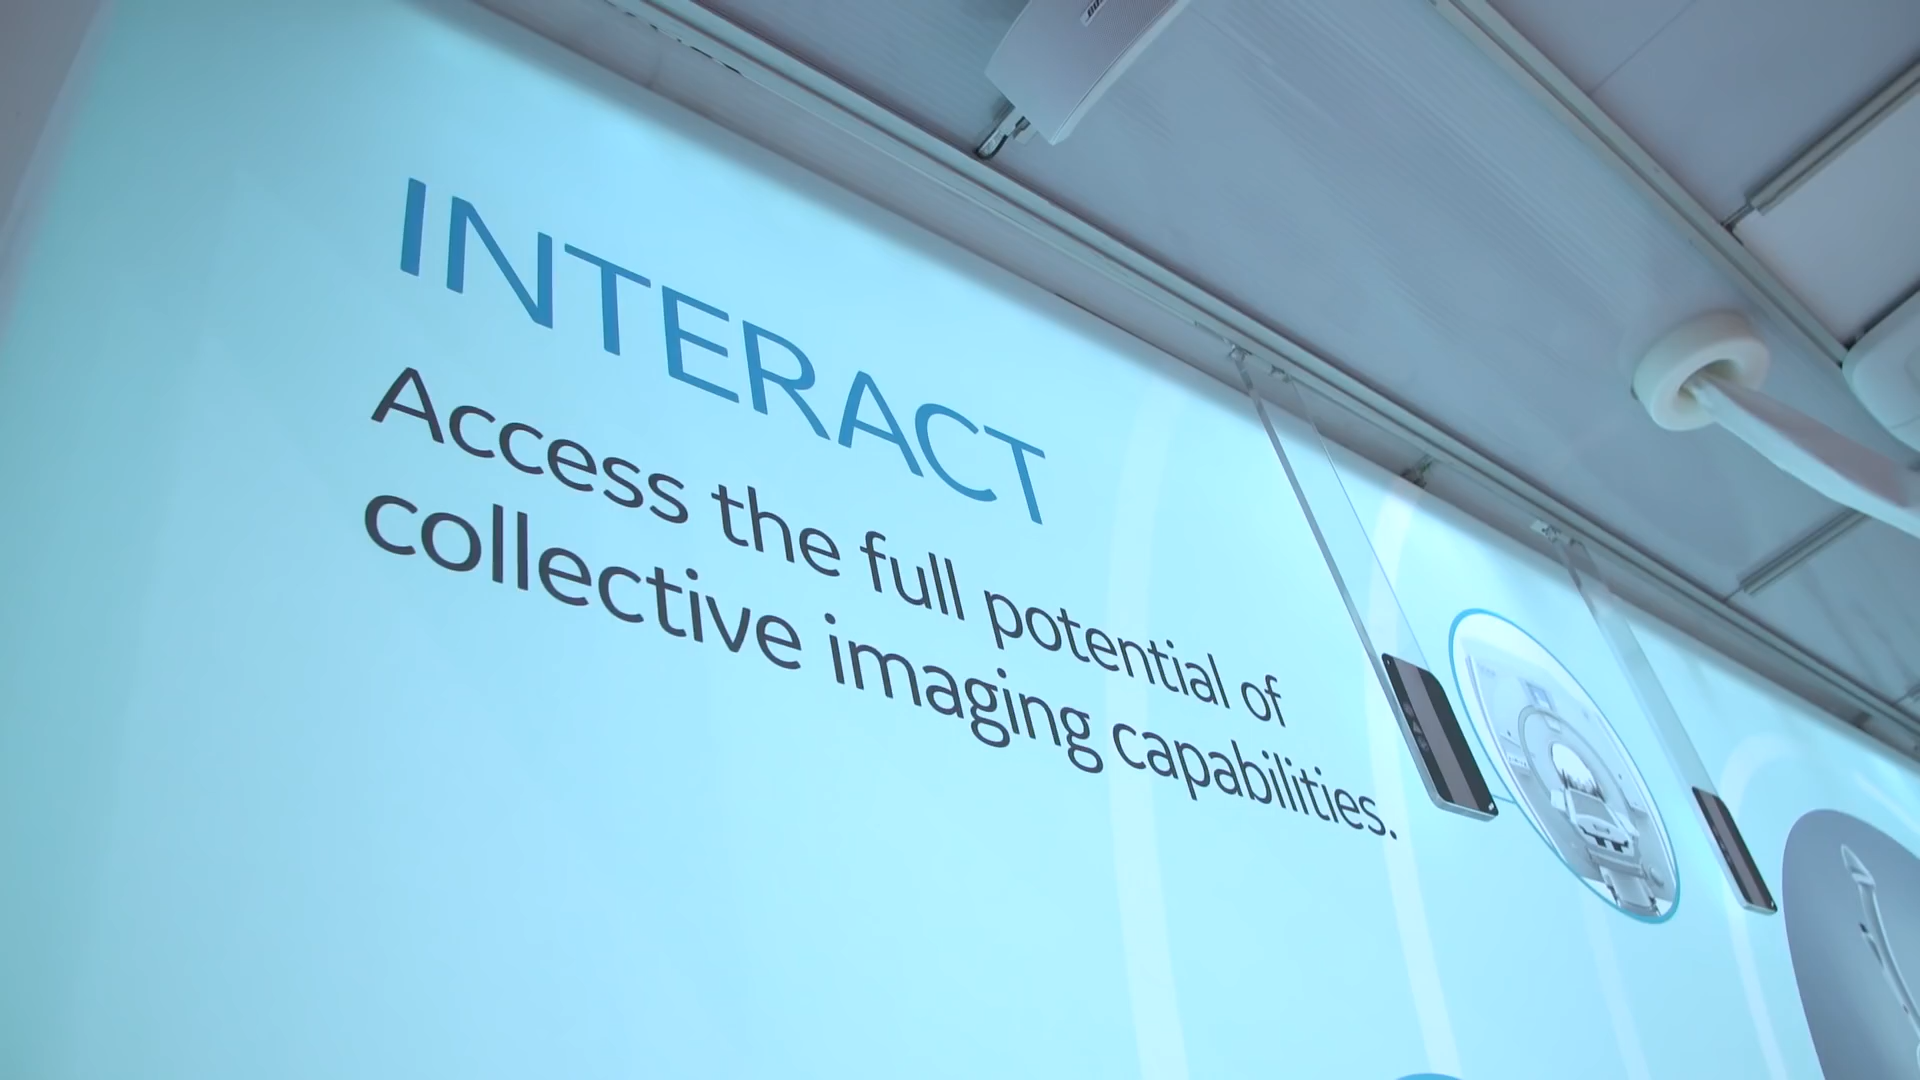 INTERACT
Access the full potential of
collective imaging capabilities.